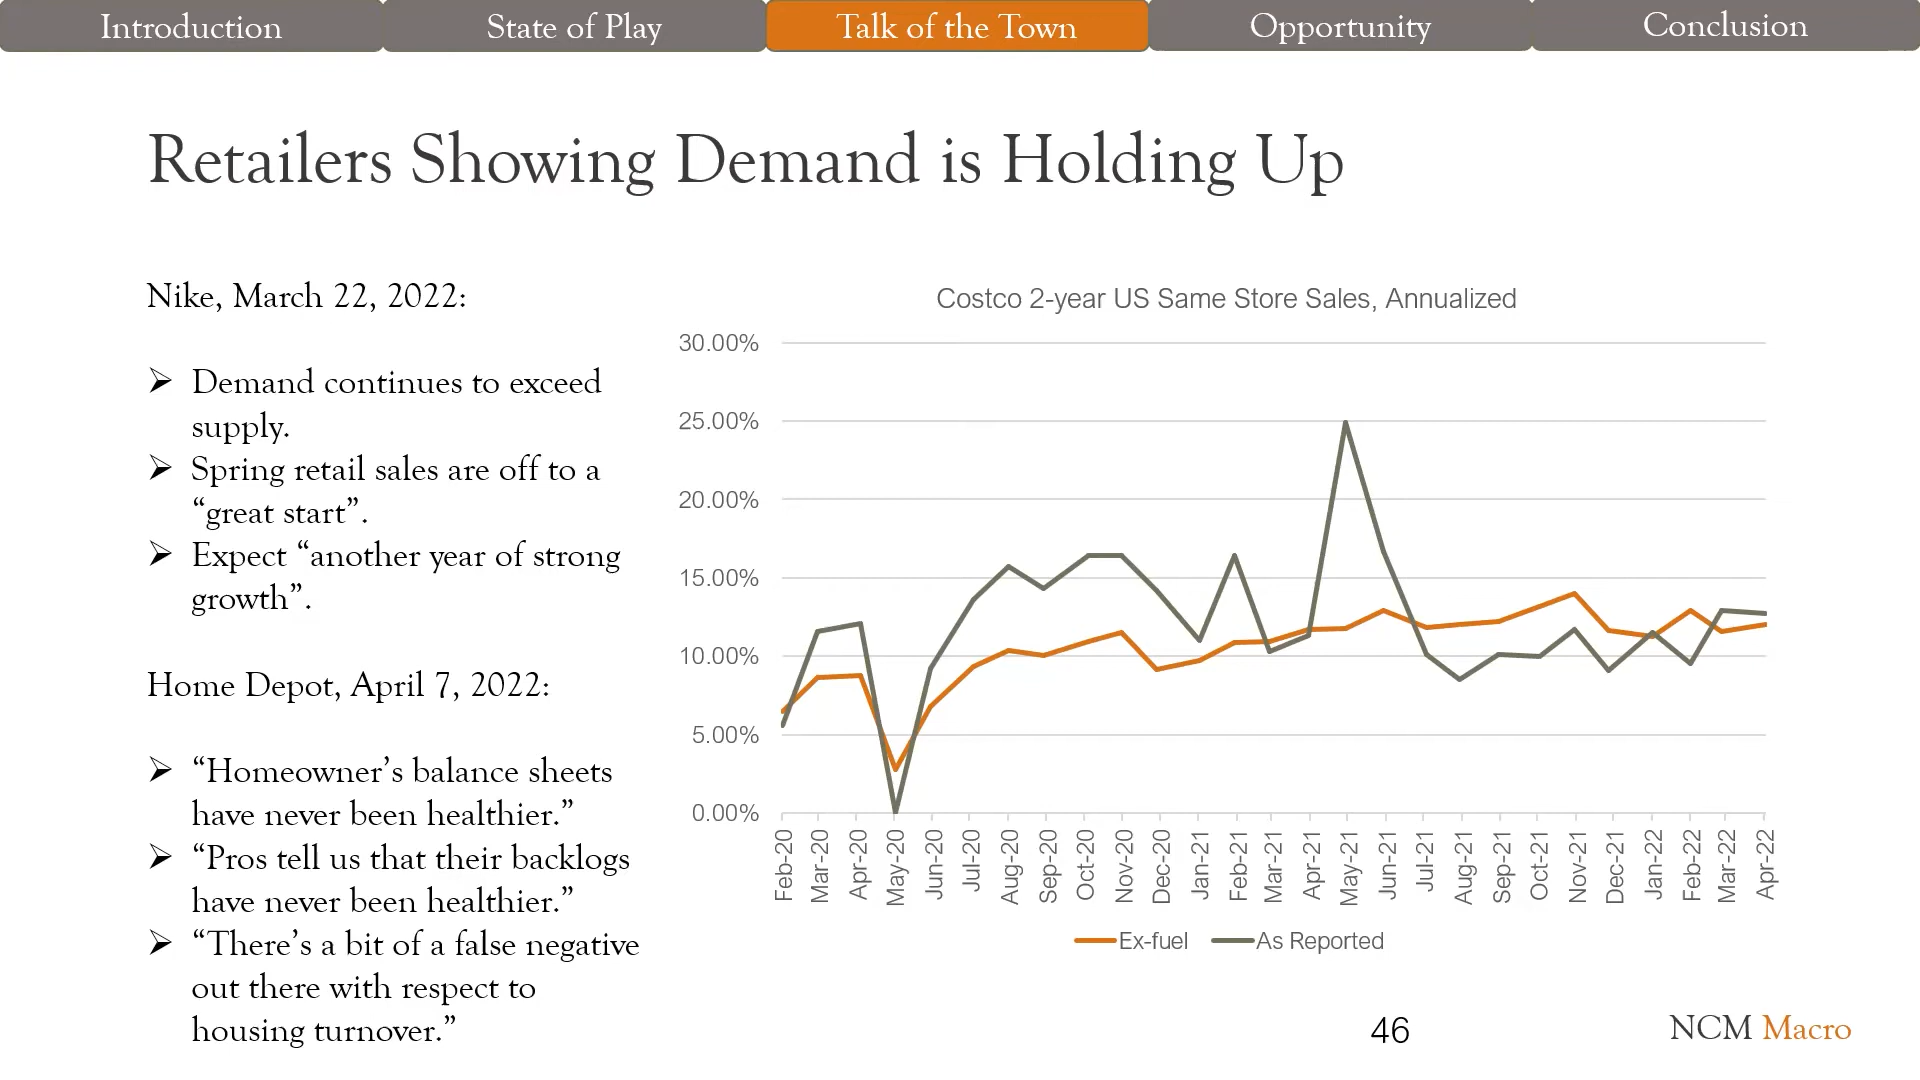 Introduction
State of Play
Talk of the Town
Opportunity
Conclusion
Retailers Showing Demand is Holding Up
Nike, March 22, 2022:
➢ Demand continues to exceed
supply.
➢ Spring retail sales are off to a
“great start”.
➢ Expect “another year of strong
growth”.
Home Depot, April 7, 2022:
➢ “Homeowner’s balance sheets
have never been healthier.”
➢ “Pros tell us that their backlogs
have never been healthier.”
➢ “There’s a bit of a false negative
out there with respect to
housing turnover.”
Costco 2-year US Same Store Sales, Annualized
30.00%
25.00%
20.00%
15.00%
10.00%
5.00%
0.00%
Feb-20
Mar-20
Apr-20
May-20
Jun-20
Jul-20
Aug-20
Sep-20
Oct-20
Nov-20
Dec-20
Jan-21
Feb-21
Mar-21
Apr-21
May-21
Jun-21
Jul-21
Aug-21
Sep-21
Oct-21
Nov-21
Dec-21
Jan-22
Feb-22
Mar-22
Apr-22
Ex-fuel
As Reported
46
NCM Macro